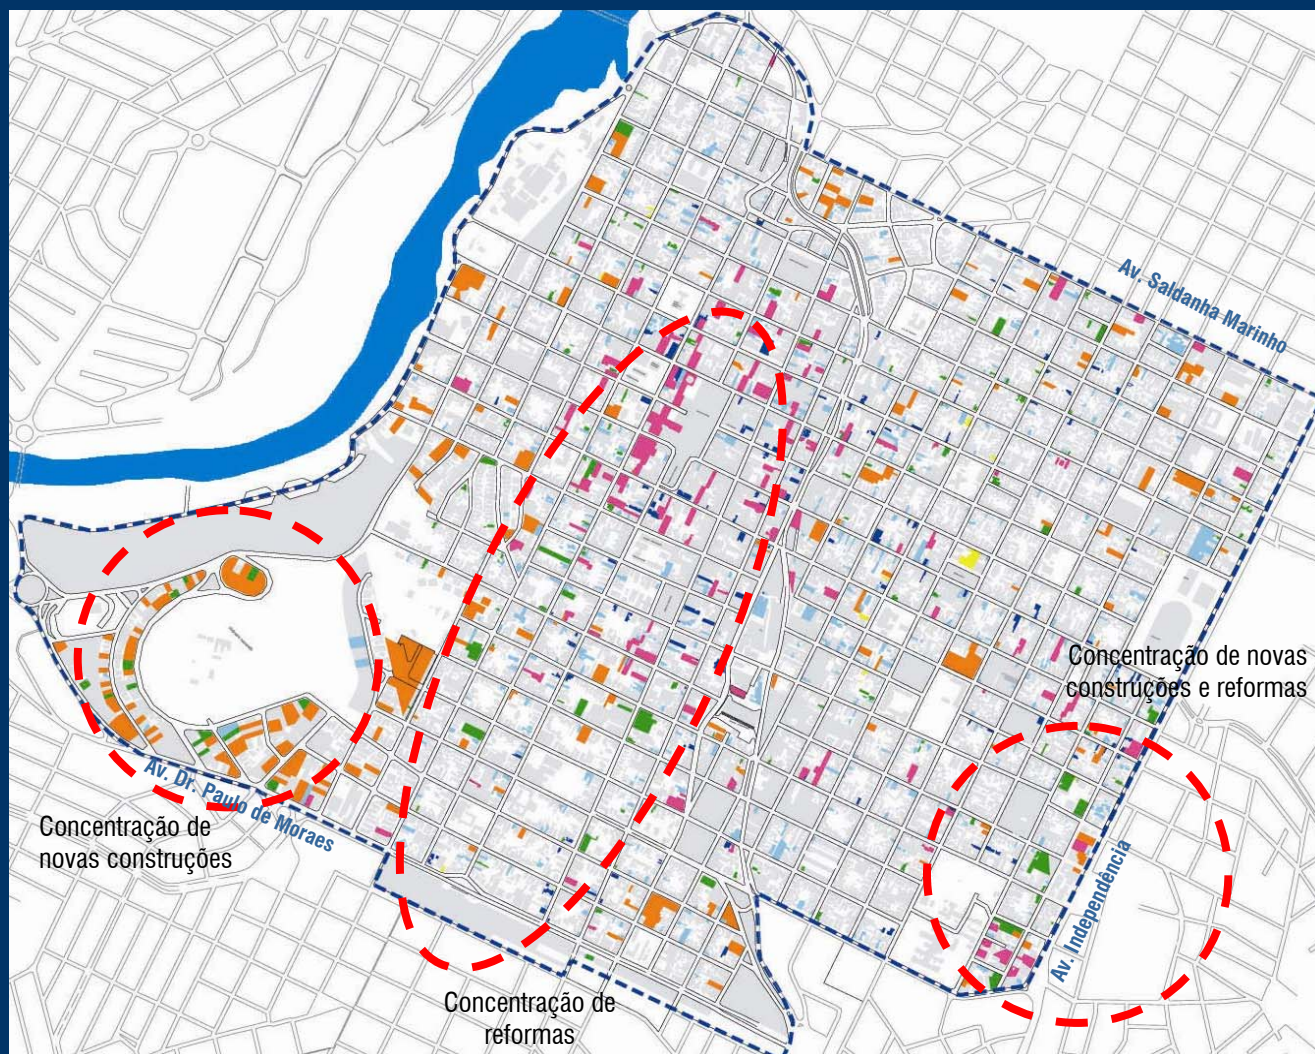 Av. Saldanha Marinho
Concentração de novas
construções e reformas
Av. Dr. Paulo de Moraes
Concentração de
novas construções
Av. Independência
Concentração de
reformas